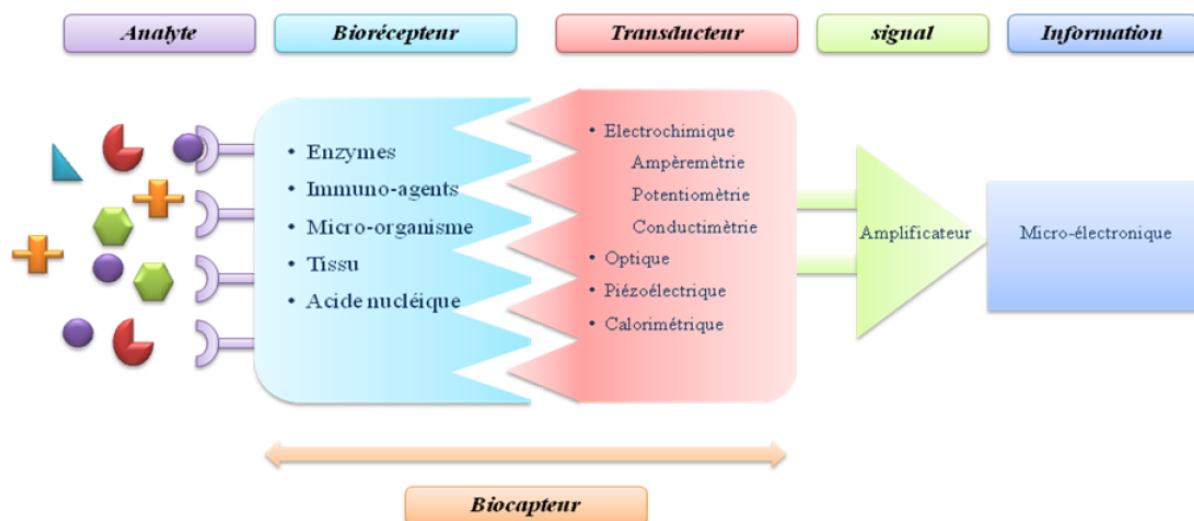 Analyte
Biorécepteur
Transducteur
signal
Information
• Enzymes
• Immuno-agents
• Micro-organisme
• Tissu
• Acide nucléique
• Electrochimique
Ampèremètrie
Potentiomètrie
Conductimètrie
• Optique
• Piézoélectrique
• Calorimétrique
Amplificateur
Micro-électronique
Biocapteur